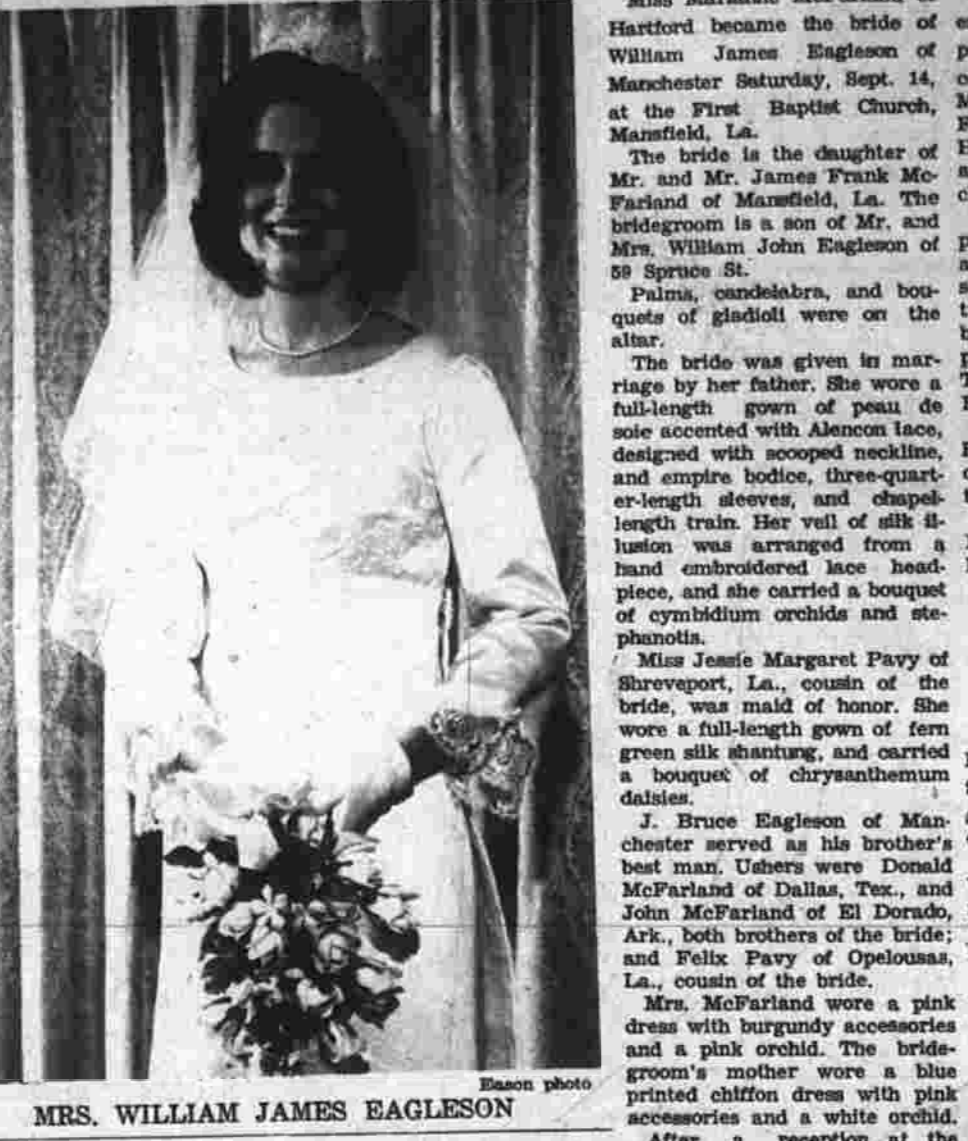 Hartford became the bride of
William James Eagleson of
Manchester Saturday, Sept. 14,
at the First Baptist Church,
Mansfield, La.
The bride is the daughter of
Mr. and Mr. James Frank Mc-
Farland of Mansfield, La. The
bridegroom is a son of Mr. and
Mrs. William John Eagleson of
59 Spruce St.
Palms, candelabra, and bou-
quets of gladioli were on the
altar.
The bride was given in mar-
riage by her father. She wore a
full-length gown of peau de
soie accented with Alencon lace,
designed with scooped neckline,
and empire bodice, three-quart-
er-length sleeves, and chapel-
length train. Her veil of silk il-
lusion was arranged from a
hand embroidered lace head-
piece, and she carried a bouquet
of cymbidium orchids and ste-
phanotis.
Miss Jessie Margaret Pavy of
Shreveport, La., cousin of the
bride, was maid of honor. She
wore a full-length gown of fern
green silk shantung, and carried
a bouquet of chrysanthemum
daisies.
J. Bruce Eagleson of Man-
chester served as his brother's
best man. Ushers were Donald
McFarland of Dallas, Tex., and
John McFarland of El Dorado,
Ark., both brothers of the bride;
and Felix Pavy of Opelousas,
La., cousin of the bride.
Mrs. McFarland wore a pink
dress with burgundy accessories
and a pink orchid. The bride-
groom's mother wore a blue
printed chiffon dress with pink
accessories and a white orchid.
After a reception at the
Eason photo
MRS. WILLIAM JAMES EAGLESON